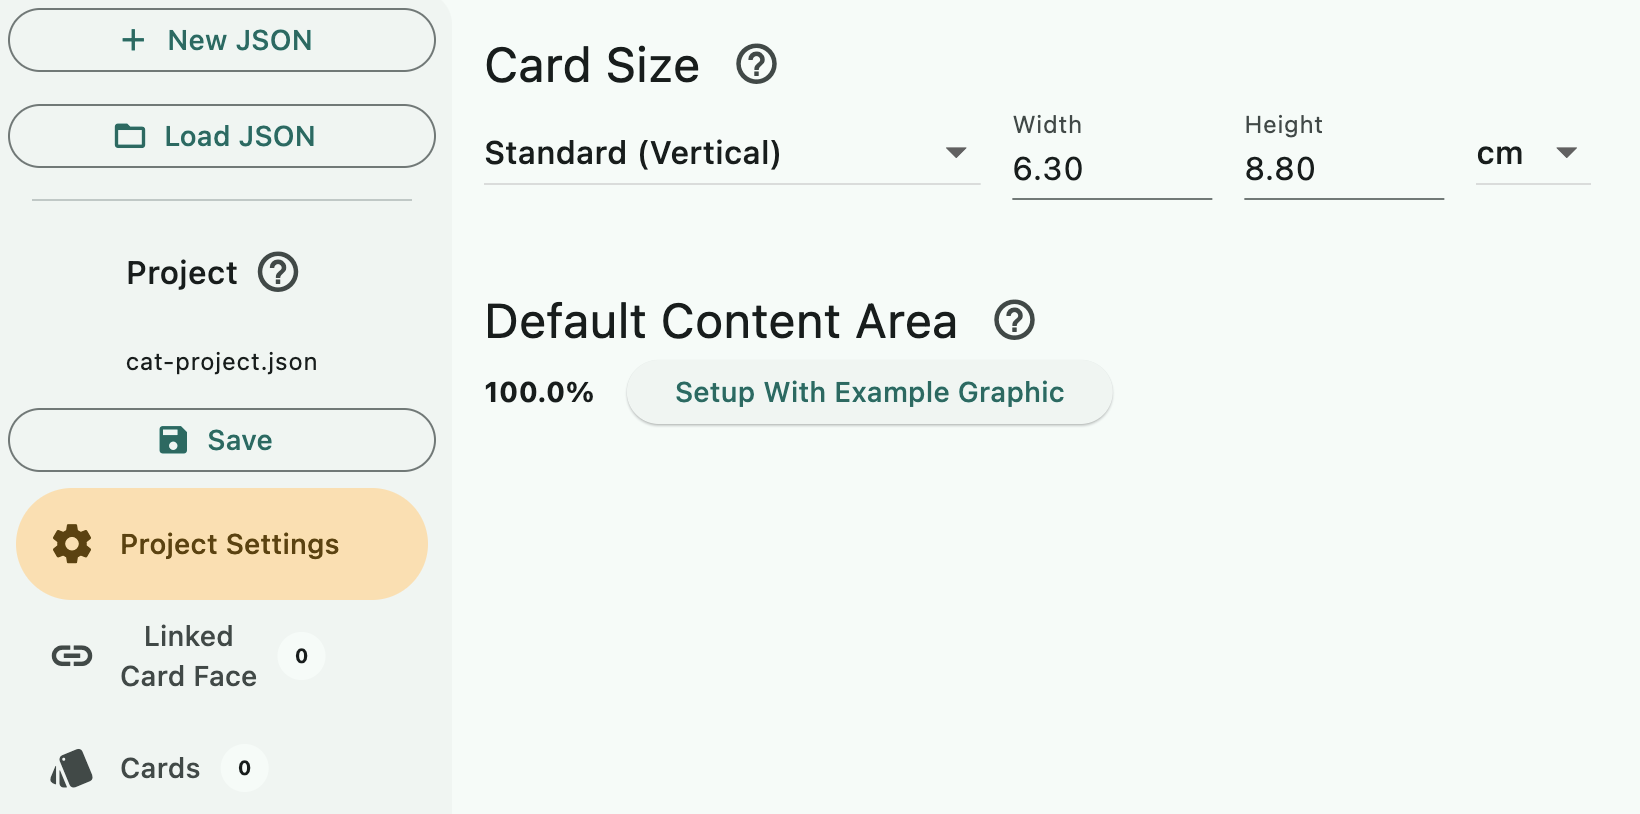 New JSON
Load JSON
Project
cat-project.json
Save
Project Settings
Linked
Card Face
0
Cards
0
Card Size
Standard (Vertical)
Width
6.30
Height
8.80
cm
Default Content Area
100.0%
Setup With Example Graphic